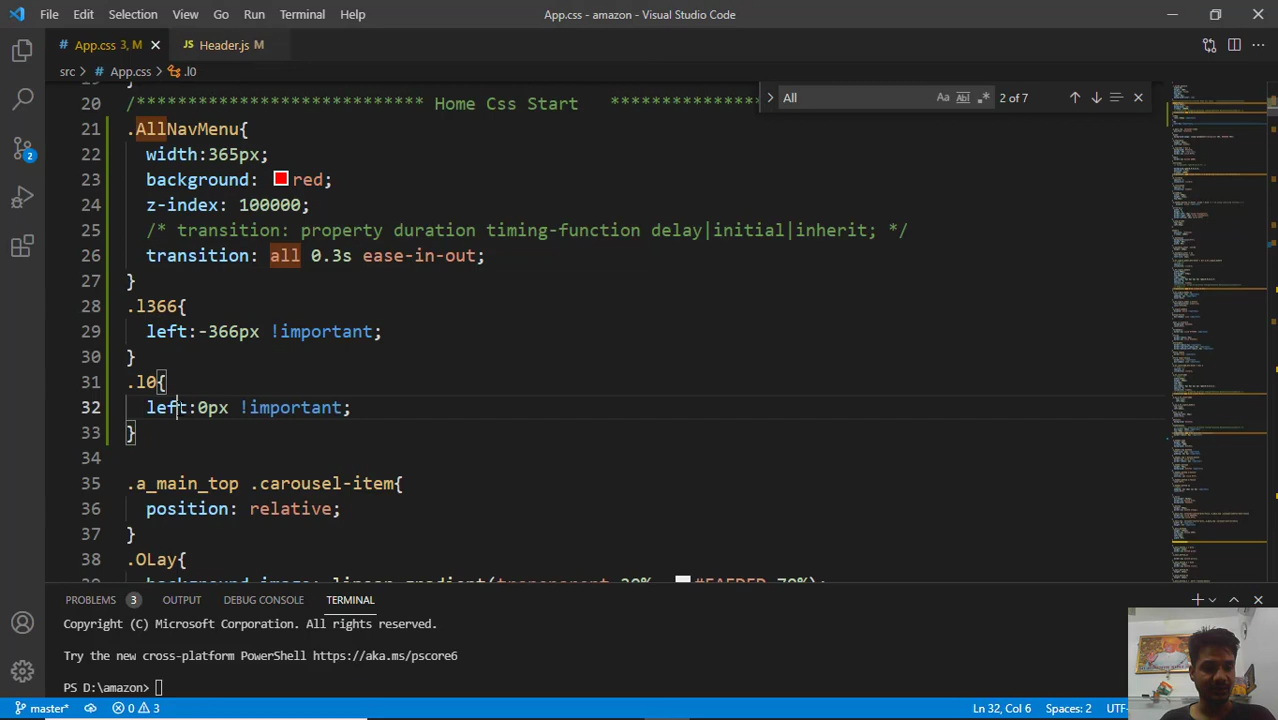 File Edit Selection View Go Run Terminal Help App.css - amazon - Visual Studio Code
App.css 3, M Header.js M
src > App.css > .l0
All Aa Ab .* 2 of 7
20 /**************************** Home Css Start
21 .AllNavMenu{
22 width:365px;
23 background: red;
24 z-index: 100000;
25 /* transition: property duration timing-function delay|initial|inherit; */
26 transition: all 0.3s ease-in-out;
27 }
28 .l366{
29 left:-366px !important;
30 }
31 .l0{
32 left:0px !important;
33 }
34
35 .a_main_top .carousel-item{
36 position: relative;
37 }
38 .OLay{
PROBLEMS 3 OUTPUT DEBUG CONSOLE TERMINAL
Copyright (C) Microsoft Corporation. All rights reserved.
Try the new cross-platform PowerShell https://aka.ms/pscore6
PS D:\amazon>
master* 0 3 Ln 32, Col 6 Spaces: 2 UTF-
2